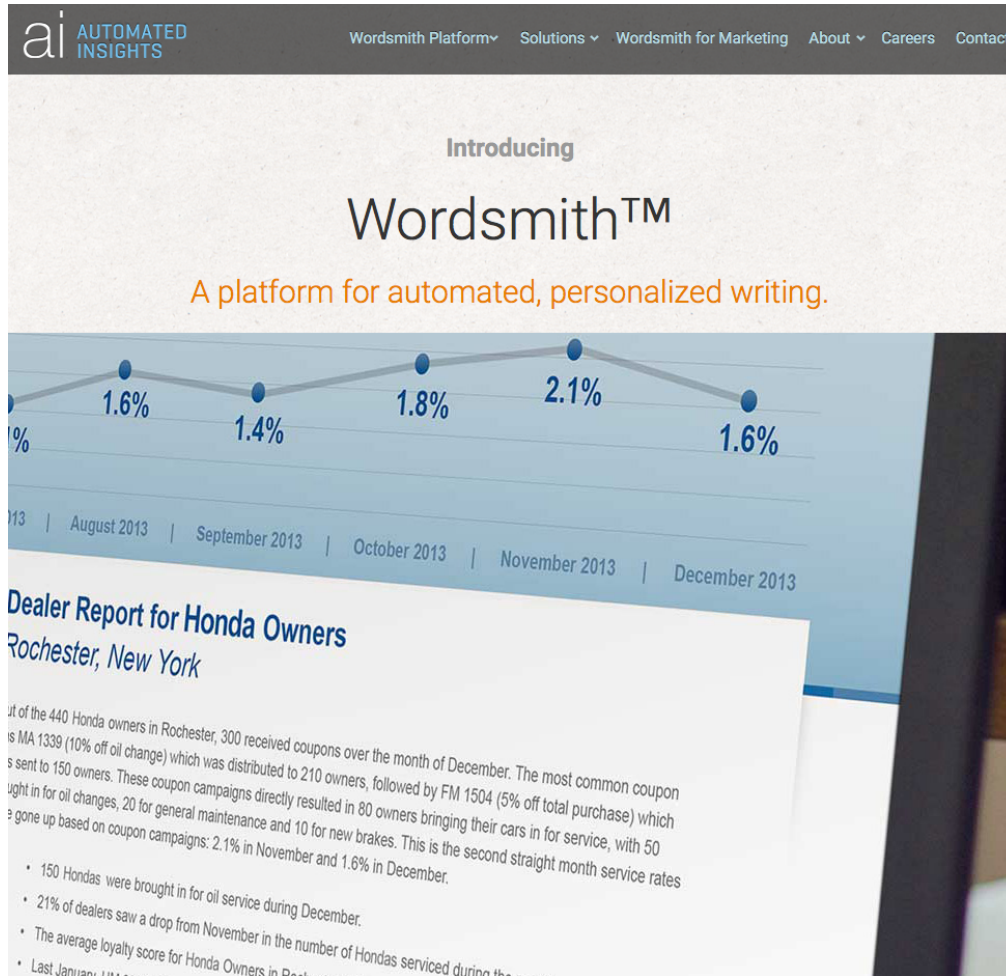 ai AUTOMATED
INSIGHTS
Wordsmith Platform Solutions Wordsmith for Marketing About Careers Contac
Introducing
Wordsmith™
A platform for automated, personalized writing.
1.6%
1.4%
1.8%
2.1%
1.6%
%
13 | August 2013 | September 2013 | October 2013 | November 2013 | December 2013
Dealer Report for Honda Owners
Rochester, New York
ut of the 440 Honda owners in Rochester, 300 received coupons over the month of December. The most common coupon
s MA 1339 (10% off oil change) which was distributed to 210 owners, followed by FM 1504 (5% off total purchase) which
s sent to 150 owners. These coupon campaigns directly resulted in 80 owners bringing their cars in for service, with 50
ught in for oil changes, 20 for general maintenance and 10 for new brakes. This is the second straight month service rates
e gone up based on coupon campaigns: 2.1% in November and 1.6% in December.
• 150 Hondas were brought in for oil service during December.
• 21% of dealers saw a drop from November in the number of Hondas serviced during the
• The average loyalty score for Honda Owners in
• Last January,